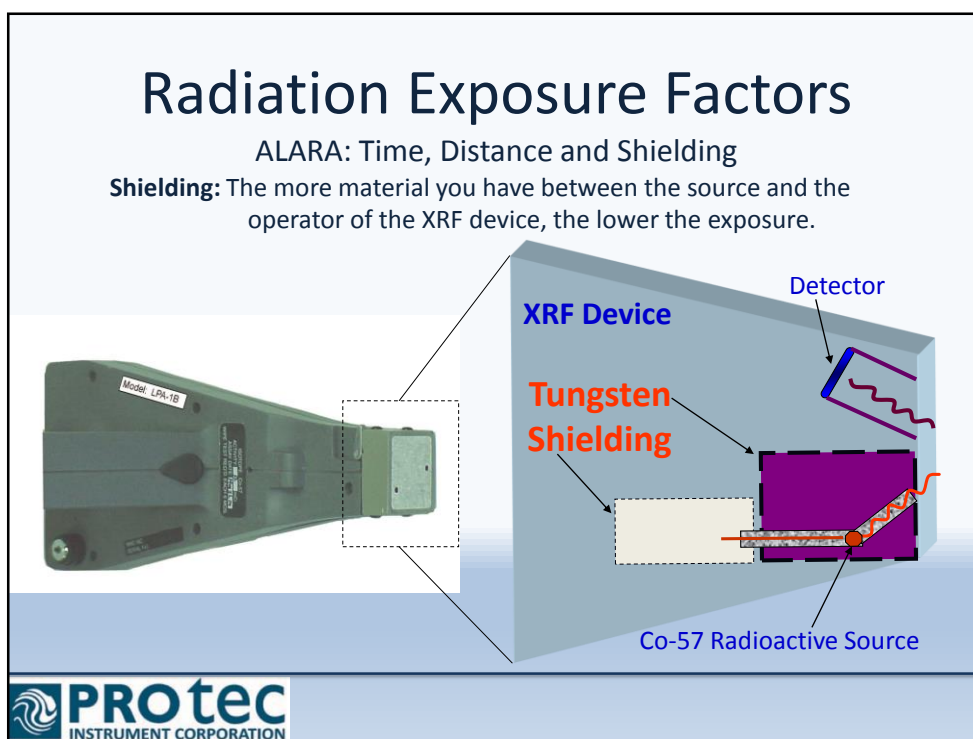 Radiation Exposure Factors
ALARA: Time, Distance and Shielding
Shielding: The more material you have between the source and the
operator of the XRF device, the lower the exposure.
Detector
XRF Device
Model: LPA-1B
Tungsten
Shielding
Co-57 Radioactive Source
PROtec
INSTRUMENT CORPORATION